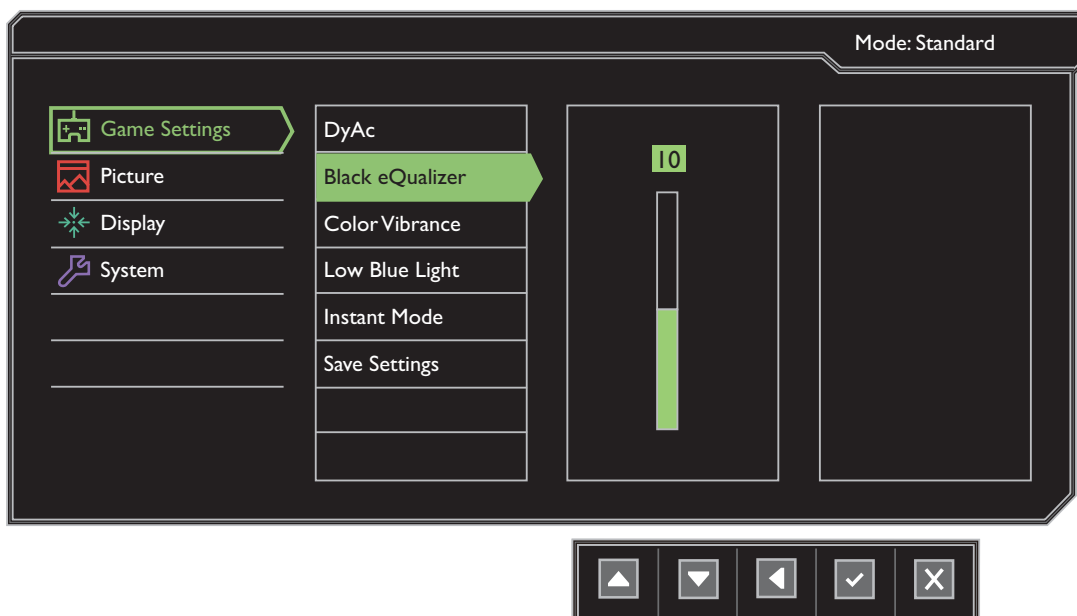 Mode: Standard
Game Settings
Picture
Display
System
DyAc
Black eQualizer
Color Vibrance
Low Blue Light
Instant Mode
Save Settings
10